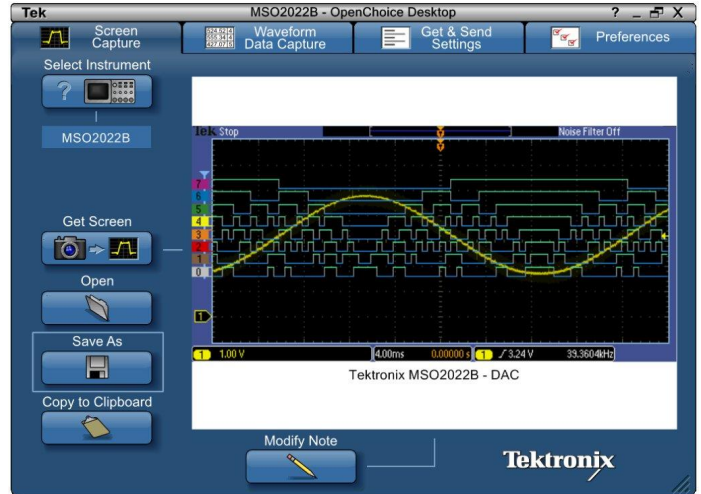 Tek
MSO2022B - OpenChoice Desktop
? _ X
Screen
Capture
Waveform
Data Capture
Get & Send
Settings
Preferences
Select Instrument
?
MSO2022B
Get Screen
Open
Save As
Copy to Clipboard
Tek Stop
Noise Filter Off
7
6
5
4
3
2
1
0
1
1 1.00 V
4.00ms 0.00000 s
1 3.24 V 39.3604kHz
Tektronix MSO2022B - DAC
Modify Note
Tektronix